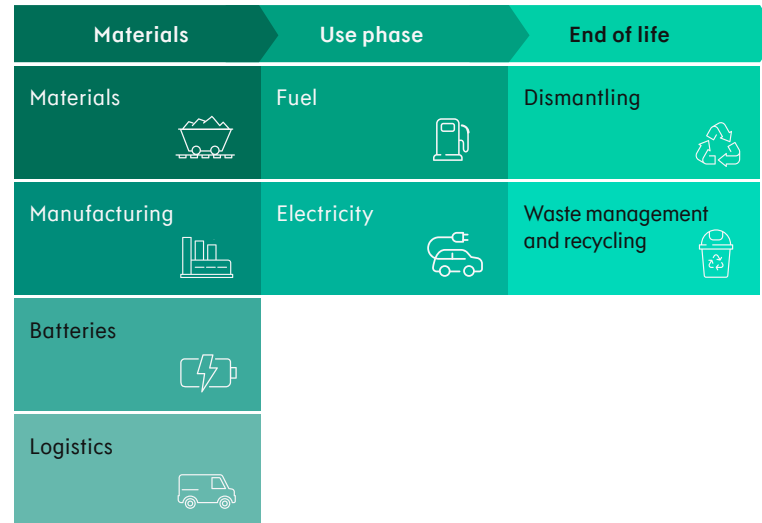 Materials
Use phase
End of life
Materials
Fuel
Dismantling
Manufacturing
Electricity
Waste management
and recycling
Batteries
Logistics